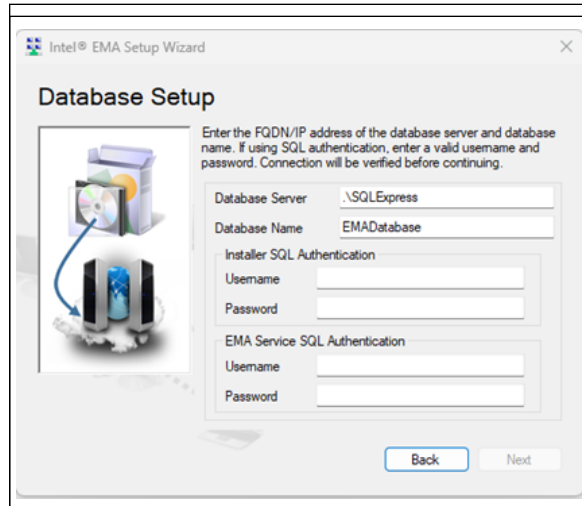 Intel® EMA Setup Wizard
Database Setup
Enter the FQDN/IP address of the database server and database
name. If using SQL authentication, enter a valid username and
password. Connection will be verified before continuing.
Database Server .\SQLExpress
Database Name EMADatabase
Installer SQL Authentication
Username
Password
EMA Service SQL Authentication
Username
Password
Back Next